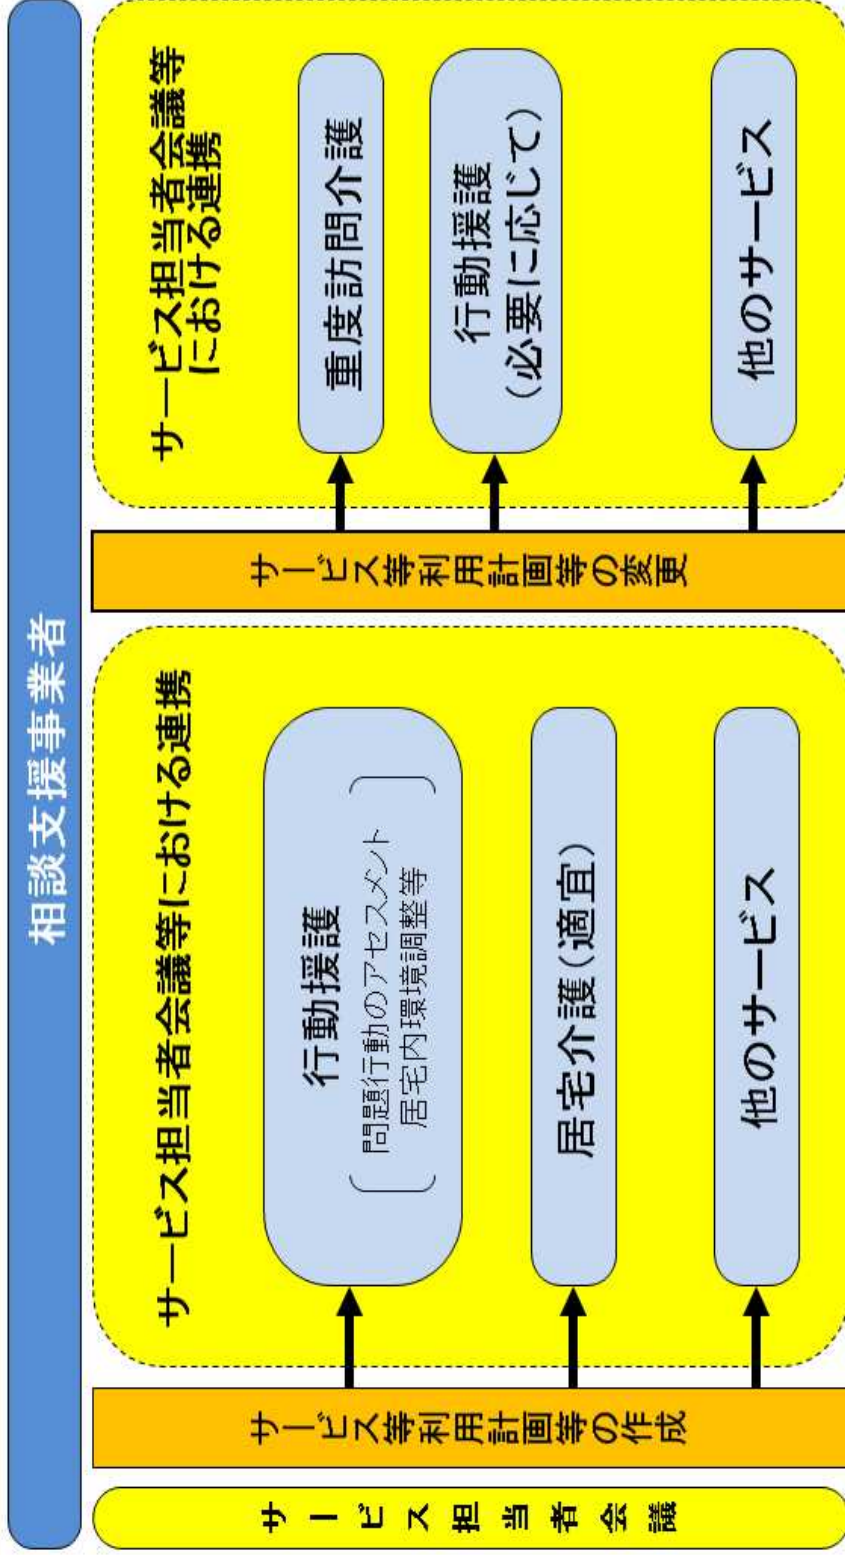 相談支援事業者
サービス担当者会議
サービス等利用計画等の作成
サービス担当者会議等における連携
行動援護
問題行動のアセスメント
居宅内環境調整等
居宅介護（適宜）
他のサービス
サービス等利用計画等の変更
サービス担当者会議等
における連携
重度訪問介護
行動援護
（必要に応じて）
他のサービス